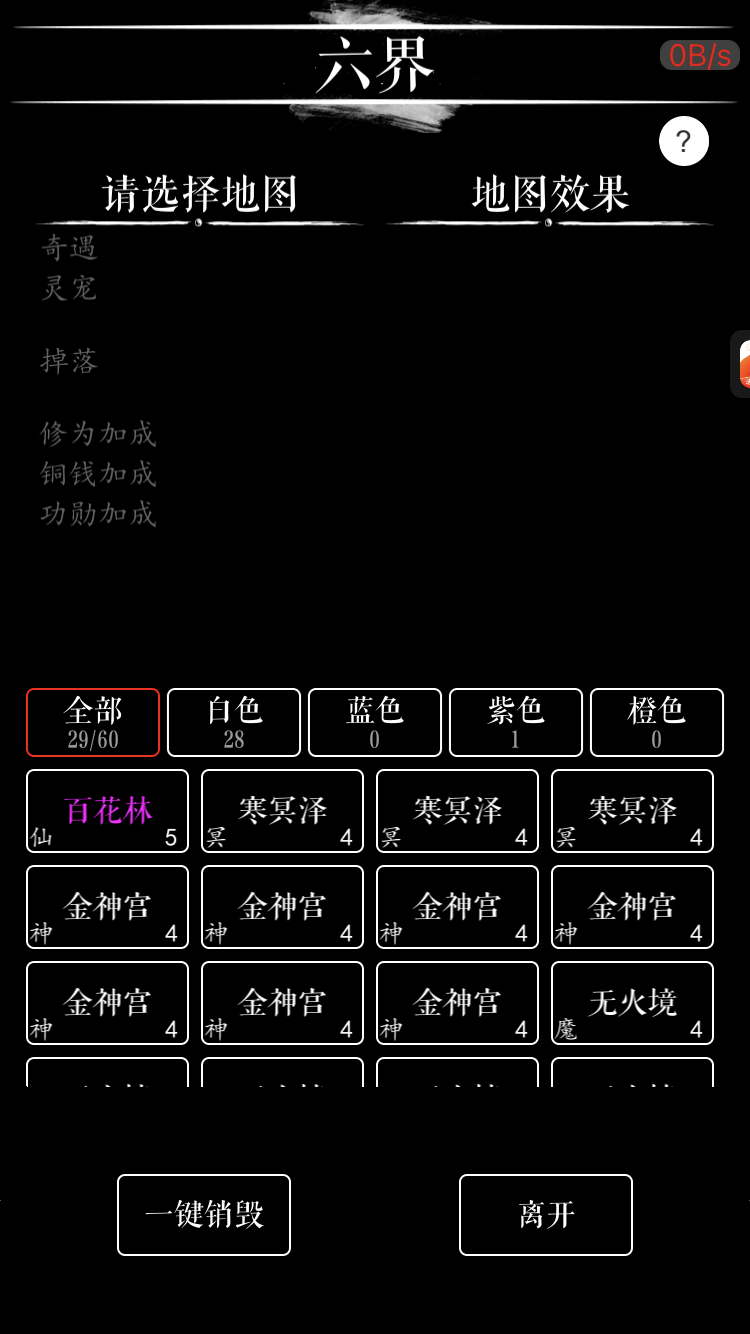 六界
0B/s
?
请选择地图 地图效果
奇遇
灵宠
掉落
修为加成
铜钱加成
功勋加成
全部 白色 蓝色 紫色 橙色
29/60 28 0 1 0
百花林 寒冥泽 寒冥泽 寒冥泽
仙 5 冥 4 冥 4 冥 4
金神宫 金神宫 金神宫 金神宫
神 4 神 4 神 4 神 4
金神宫 金神宫 金神宫 无火境
神 4 神 4 神 4 魔 4
一键销毁 离开